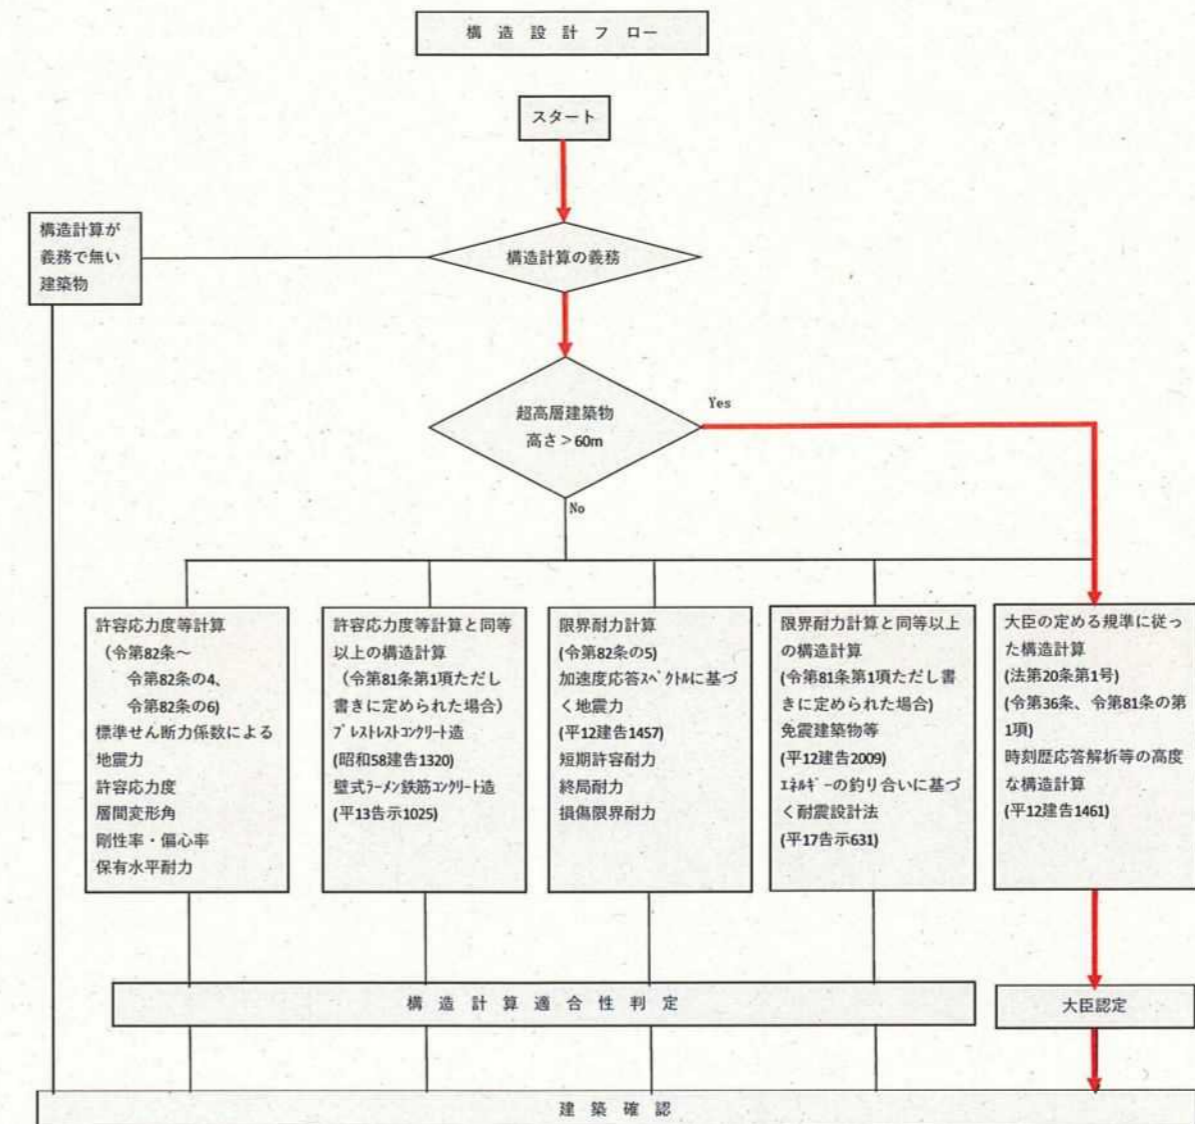 構造設計フロー
スタート
構造計算が
義務で無い
建築物
構造計算の義務
超高層建築物
高さ>60m
Yes
No
許容応力度等計算
(令第82条~
令第82条の4、
令第82条の6)
標準せん断力係数による
地震力
許容応力度
層間変形角
剛性率・偏心率
保有水平耐力
許容応力度等計算と同等
以上の構造計算
(令第81条第1項ただし
書きに定められた場合)
プレストレストコンクリート造
(昭和58建告1320)
壁式ラーメン鉄筋コンクリート造
(平13告示1025)
限界耐力計算
(令第82条の5)
加速度応答スペクトルに基づ
く地震力
(平12建告1457)
短期許容耐力
終局耐力
損傷限界耐力
限界耐力計算と同等以上
の構造計算
(令第81条第1項ただし書
きに定められた場合)
免震建築物等
(平12建告2009)
エネルギーの釣り合いに基づ
く耐震設計法
(平17告示631)
大臣の定める規準に従っ
た構造計算
(法第20条第1号)
(令第36条、令第81条の第
1項)
時刻歴応答解析等の高度
な構造計算
(平12建告1461)
構造計算適合性判定
大臣認定
建築確認